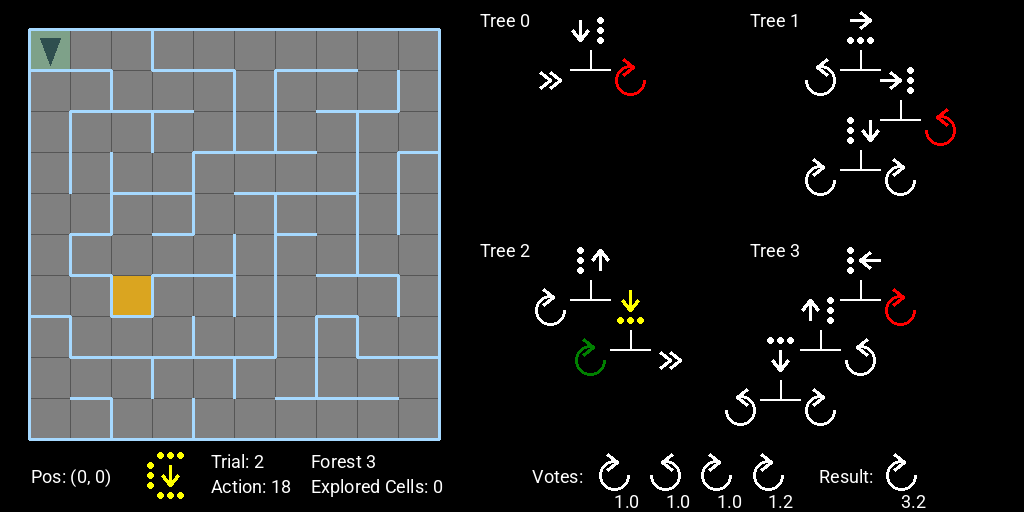 Tree 0
Tree 1
Tree 2
Tree 3
Pos: (0, 0)
Trial: 2
Forest 3
Action: 18
Explored Cells: 0
Votes:
1.0
1.0
1.0
1.2
Result:
3.2